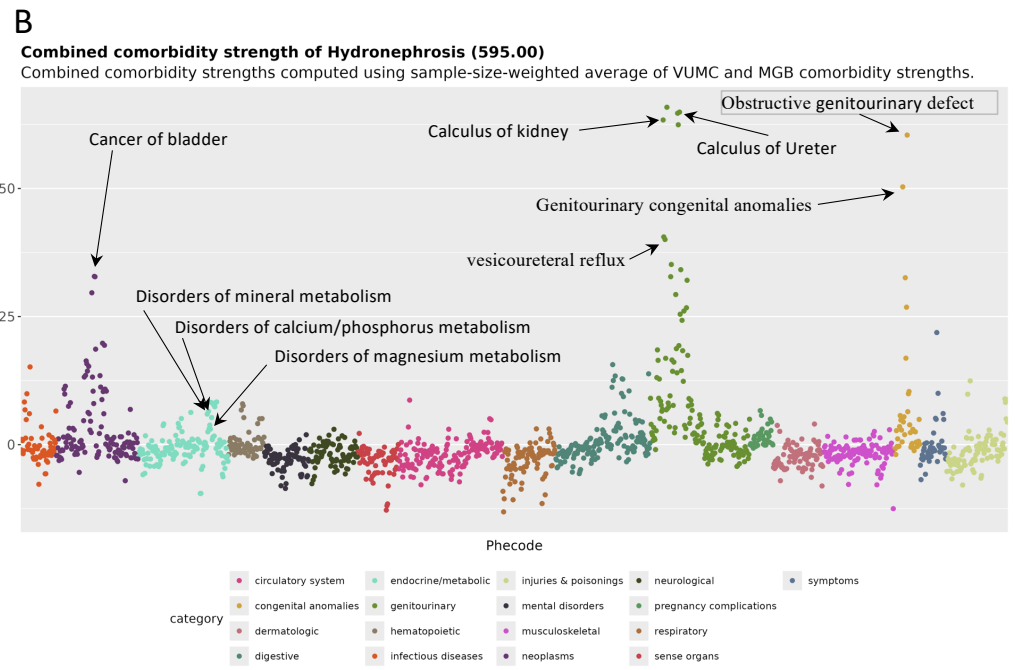 B
Combined comorbidity strength of Hydronephrosis (595.00)
Combined comorbidity strengths computed using sample-size-weighted average of VUMC and MGB comorbidity strengths.
Obstructive genitourinary defect
Calculus of kidney
Cancer of bladder
Calculus of Ureter
50
Genitourinary congenital anomalies
vesicoureteral reflux
Disorders of mineral metabolism
25
Disorders of calcium/phosphorus metabolism
Disorders of magnesium metabolism
0
Phecode
category
circulatory system
endocrine/metabolic
injuries & poisonings
neurological
symptoms
congenital anomalies
genitourinary
mental disorders
pregnancy complications
dermatologic
hematopoietic
musculoskeletal
respiratory
digestive
infectious diseases
neoplasms
sense organs